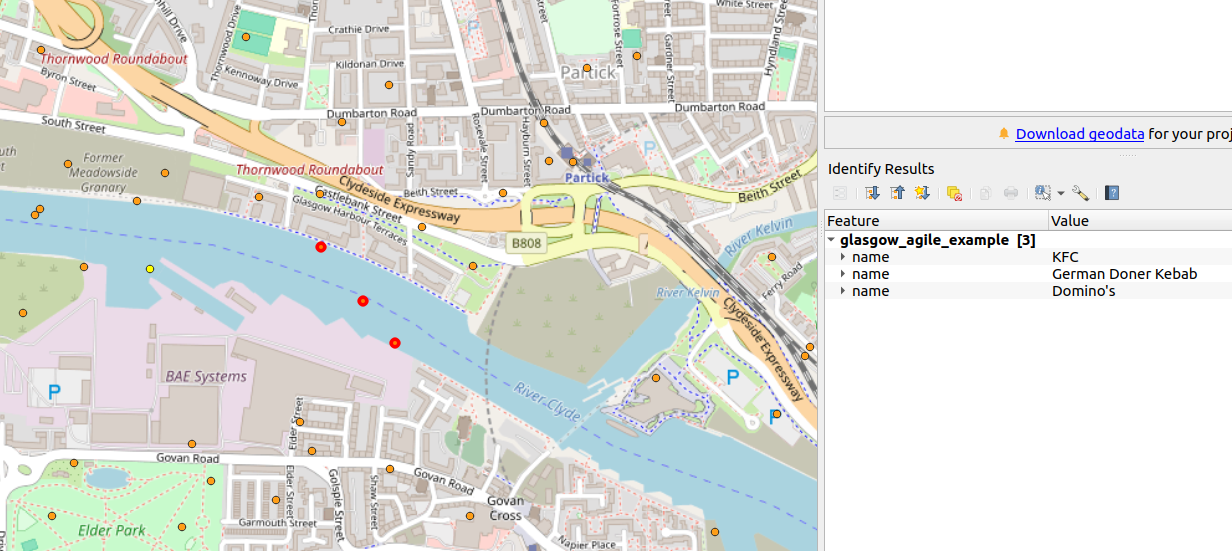 White Street
Crathie Drive
Thornwood Drive
Fortrose Street
Gardner Street
Hyndland Street
Thornwood Roundabout
Kildonan Drive
Partick
Byron Street
Kennoway Drive
Dumbarton Road
Dumbarton Road
Dumbarton Road
South Street
Sandy Road
Rosevale Street
Hayburn Street
P
Former
Meadowside
Granary
Thornwood Roundabout
Partick
Clydeside Expressway
Beith Street
Beith Street
Castlebank Street
Glasgow Harbour Terraces
B808
River Kelvin
Ferry Road
River Kelvin
Clydeside Expressway
BAE Systems
P
P
River Clyde
P
Elder Street
Govan Road
Govan Road
Elder Street
Golspie Street
Shaw Street
Govan
Cross
Elder Park
Garmouth Street
Napier Place
Download geodata for your proj
Identify Results
Feature Value
glasgow_agile_example [3]
name KFC
name German Doner Kebab
name Domino's